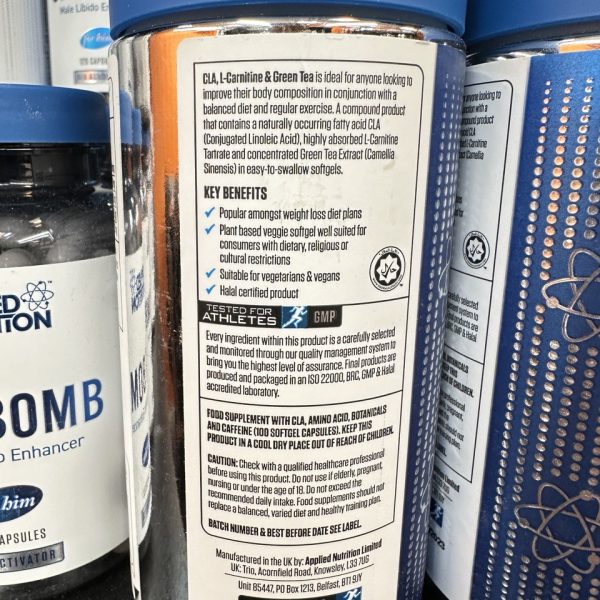 Male Libido En
for him
120 CAPSU
CLA, L-Carnitine & Green Tea is ideal for anyone looking to
improve their body composition in conjunction with a
balanced diet and regular exercise. A compound product
that contains a naturally occurring fatty acid CLA
(Conjugated Linoleic Acid), highly absorbed L-Carnitine
Tartrate and concentrated Green Tea Extract (Camellia
Sinensis) in easy-to-swallow softgels.
KEY BENEFITS
✓ Popular amongst weight loss diet plans
✓ Plant based veggie softgel well suited for
consumers with dietary, religious or
cultural restrictions
✓ Suitable for vegetarians & vegans
✓ Halal certified product
TESTED FOR
ATHLETES
GMP
Every ingredient within this product is a carefully selected
and monitored through our quality management system to
bring you the highest level of assurance. Final products are
produced and packaged in an ISO 22000, BRC, GMP & Halal
accredited laboratory.
FOOD SUPPLEMENT WITH CLA, AMINO ACID, BOTANICALS
AND CAFFEINE (100 SOFTGEL CAPSULES). KEEP THIS
PRODUCT IN A COOL DRY PLACE OUT OF REACH OF CHILDREN.
CAUTION: Check with a qualified healthcare professional
before using this product. Do not use if elderly, pregnant,
nursing or under the age of 18. Do not exceed the
recommended daily intake. Food supplements should not
replace a balanced, varied diet and healthy training plan.
BATCH NUMBER & BEST BEFORE DATE SEE LABEL.
Manufactured in the UK by: Applied Nutrition Limited
UK: Trio, Acornfield Road, Knowsley, L33 7UG
Unit 85447, PO Box 1213, Belfast, BT1 9JY
ED
TION
BOMB
o Enhancer
him
CAPSULES
CTIVATOR